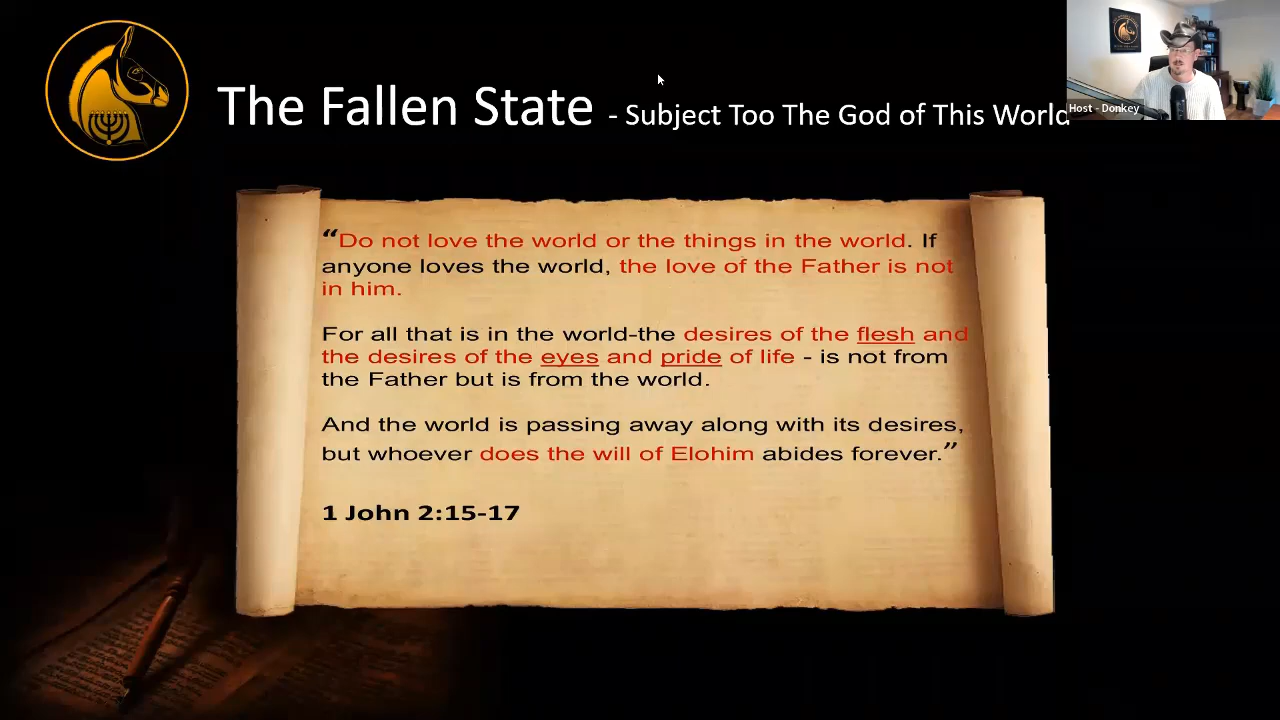 The Fallen State - Subject Too The God of This World
Host - Donkey
“Do not love the world or the things in the world. If
anyone loves the world, the love of the Father is not
in him.
For all that is in the world-the desires of the flesh and
the desires of the eyes and pride of life - is not from
the Father but is from the world.
And the world is passing away along with its desires,
but whoever does the will of Elohim abides forever.”
1 John 2:15-17